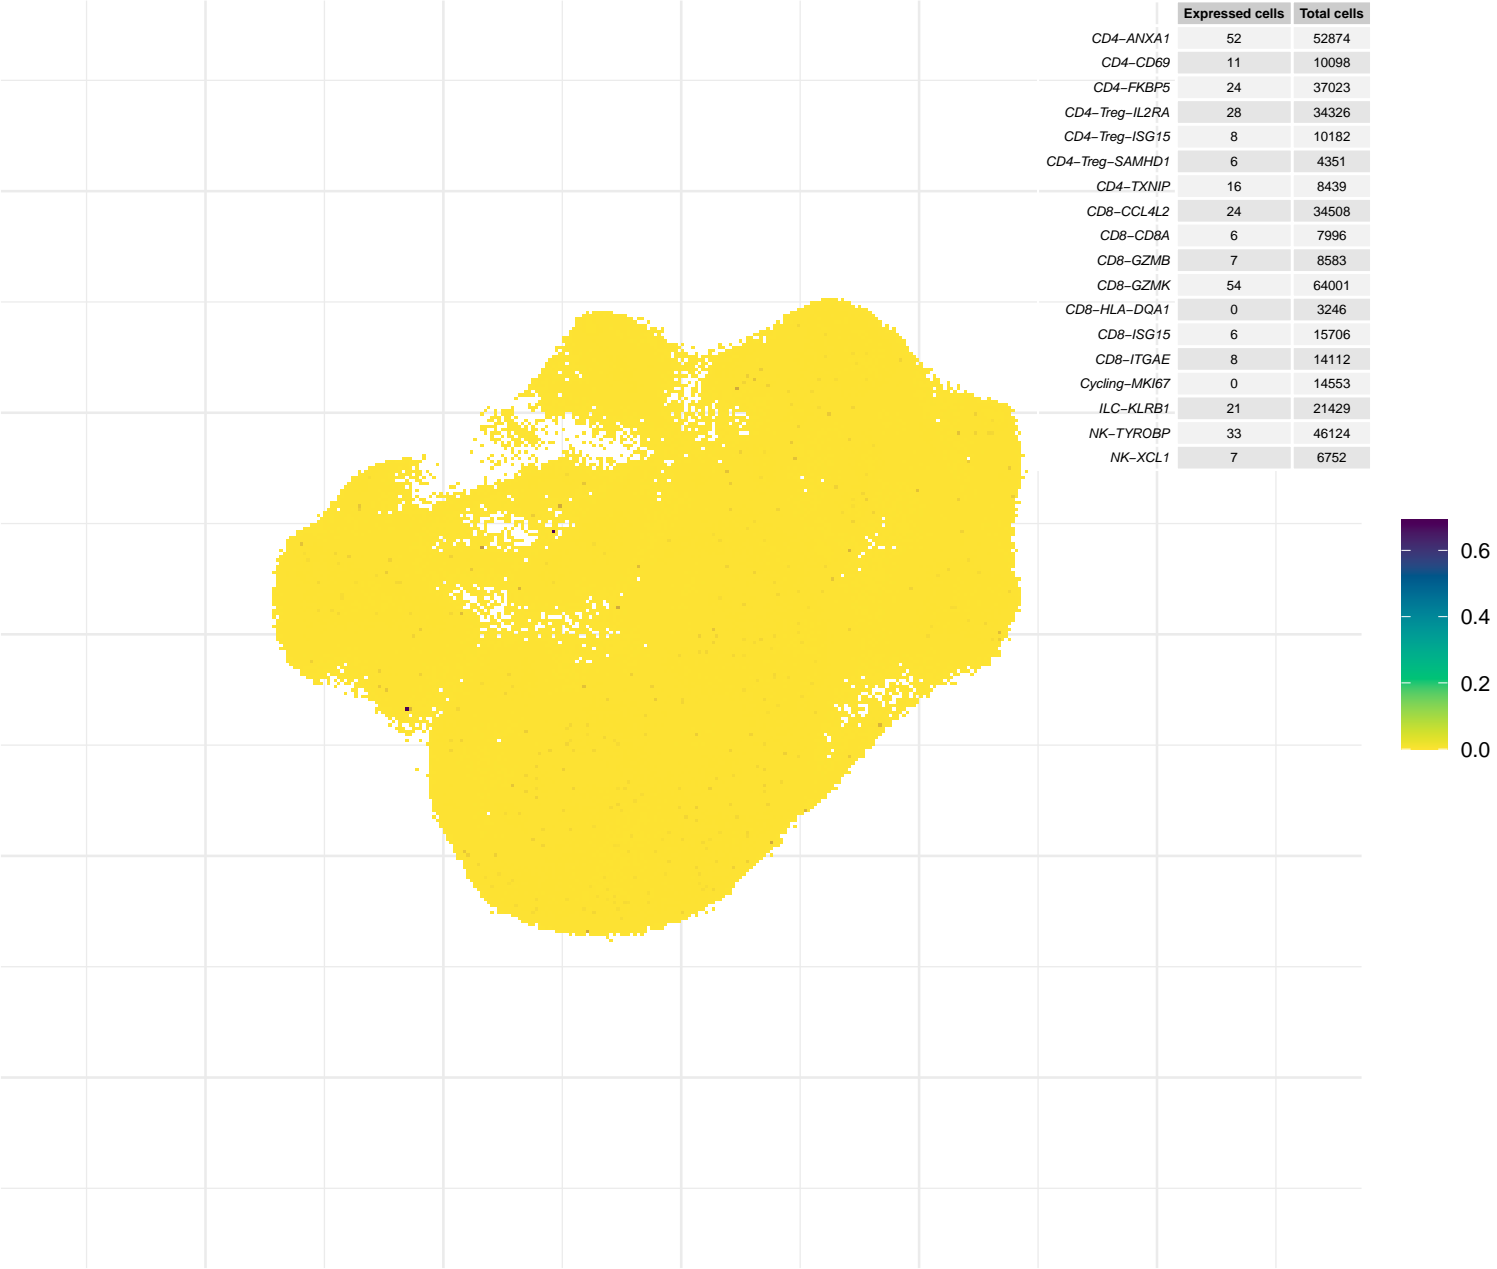 Expressed cells Total cells
CD4−ANXA1 52 52874
CD4−CD69 11 10098
CD4−FKBP5 24 37023
CD4−Treg−IL2RA 28 34326
CD4−Treg−ISG15 8 10182
CD4−Treg−SAMHD1 6 4351
CD4−TXNIP 16 8439
CD8−CCL4L2 24 34508
CD8−CD8A 6 7996
CD8−GZMB 7 8583
CD8−GZMK 54 64001
CD8−HLA−DQA1 0 3246
CD8−ISG15 6 15706
CD8−ITGAE 8 14112
Cycling−MKI67 0 14553
ILC−KLRB1 21 21429
NK−TYROBP 33 46124
NK−XCL1 7 6752
0.6
0.4
0.2
0.0